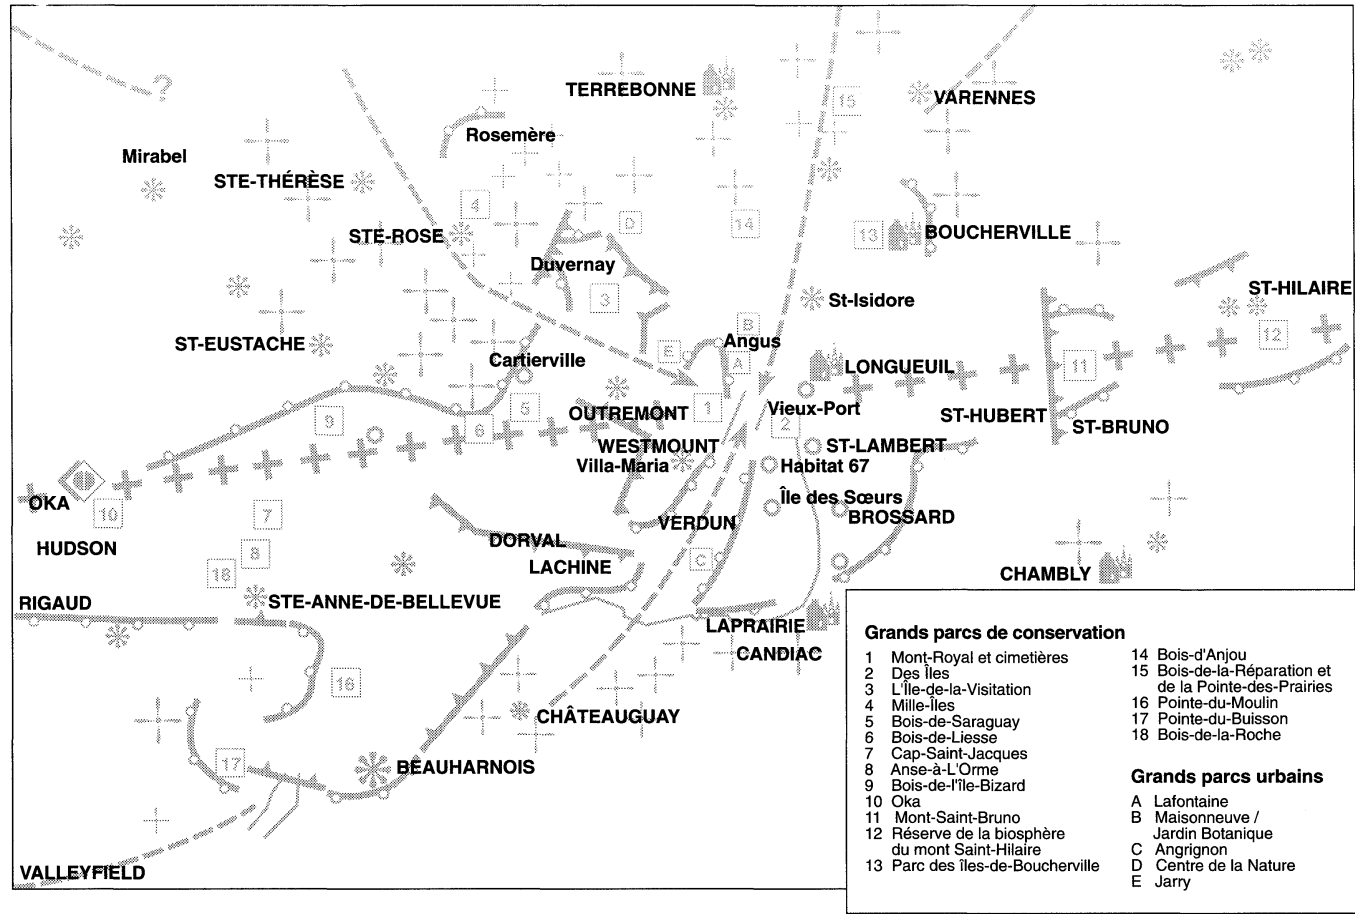 ?
TERREBONNE
15
VARENNES
Rosemère
Mirabel
STE-THÉRÈSE
4
D
14
STE-ROSE
13
BOUCHERVILLE
Duvernay
3
St-Isidore
ST-HILAIRE
ST-EUSTACHE
B
12
Angus
E
A
Cartierville
LONGUEUIL
11
OUTREMONT
1
Vieux-Port
ST-HUBERT
ST-BRUNO
9
5
6
2
WESTMOUNT
ST-LAMBERT
Villa-Maria
Habitat 67
OKA
Île des Sœurs
10
7
VERDUN
BROSSARD
HUDSON
8
DORVAL
LACHINE
C
18
CHAMBLY
RIGAUD
STE-ANNE-DE-BELLEVUE
LAPRAIRIE
CANDIAC
16
CHÂTEAUGUAY
17
BEAUHARNOIS
VALLEYFIELD
Grands parcs de conservation
1 Mont-Royal et cimetières
2 Des Îles
3 L'Île-de-la-Visitation
4 Mille-Îles
5 Bois-de-Saraguay
6 Bois-de-Liesse
7 Cap-Saint-Jacques
8 Anse-à-L'Orme
9 Bois-de-l'île-Bizard
10 Oka
11 Mont-Saint-Bruno
12 Réserve de la biosphère
du mont Saint-Hilaire
13 Parc des îles-de-Boucherville
14 Bois-d'Anjou
15 Bois-de-la-Réparation et
de la Pointe-des-Prairies
16 Pointe-du-Moulin
17 Pointe-du-Buisson
18 Bois-de-la-Roche
Grands parcs urbains
A Lafontaine
B Maisonneuve /
Jardin Botanique
C Angrignon
D Centre de la Nature
E Jarry